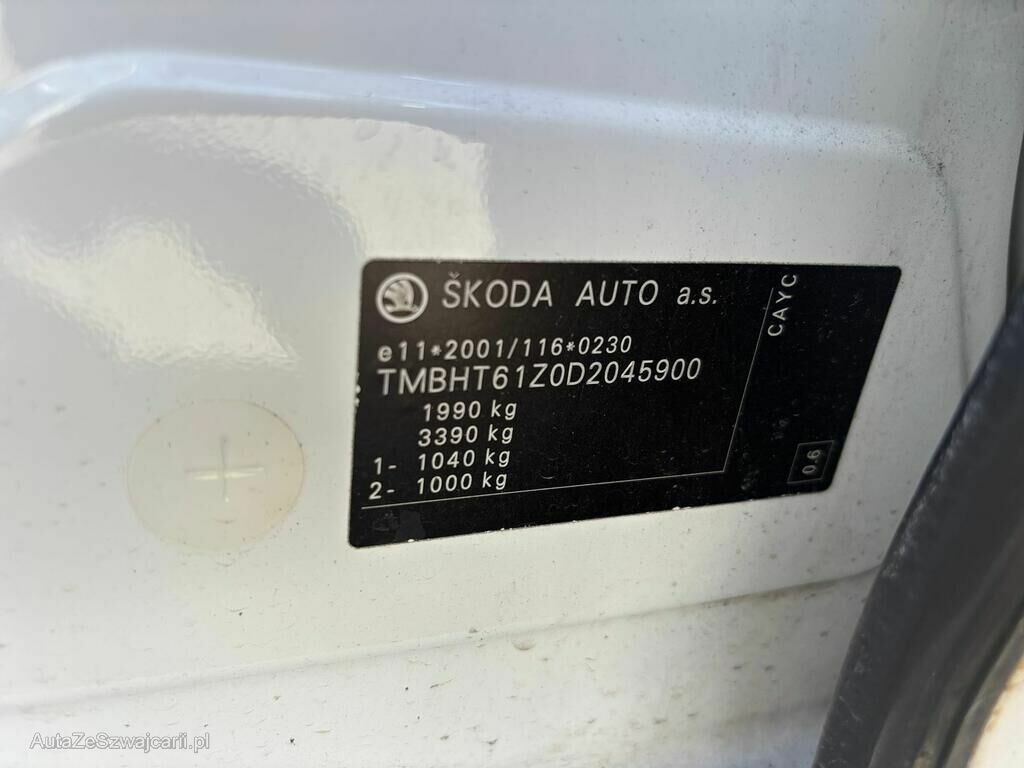 ŠKODA AUTO a.s.
e11*2001/116*0230
TMBHT61Z0D2045900
1990 kg
3390 kg
1- 1040 kg
2- 1000 kg
CAYC
0.6
AutaZeSzwajcarii.pl